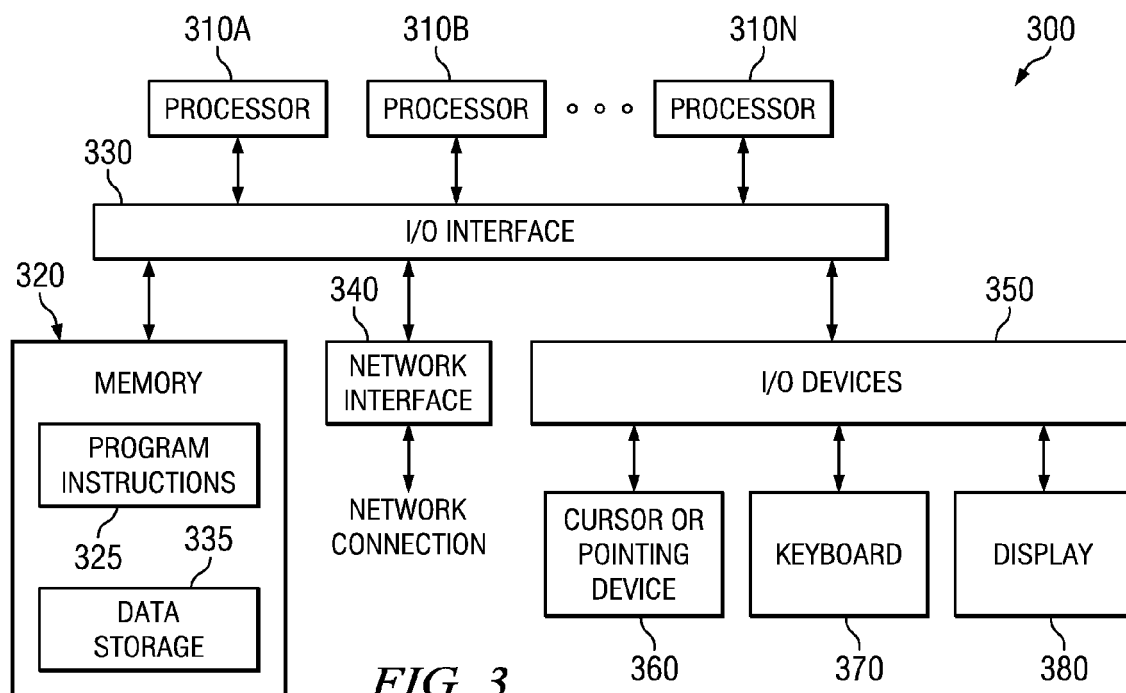 310A
310B
310N
300
PROCESSOR
PROCESSOR
PROCESSOR
330
I/O INTERFACE
320
340
350
MEMORY
NETWORK
INTERFACE
I/O DEVICES
PROGRAM
INSTRUCTIONS
325
335
DATA
STORAGE
NETWORK
CONNECTION
CURSOR OR
POINTING
DEVICE
KEYBOARD
DISPLAY
360
370
380
FIG. 3